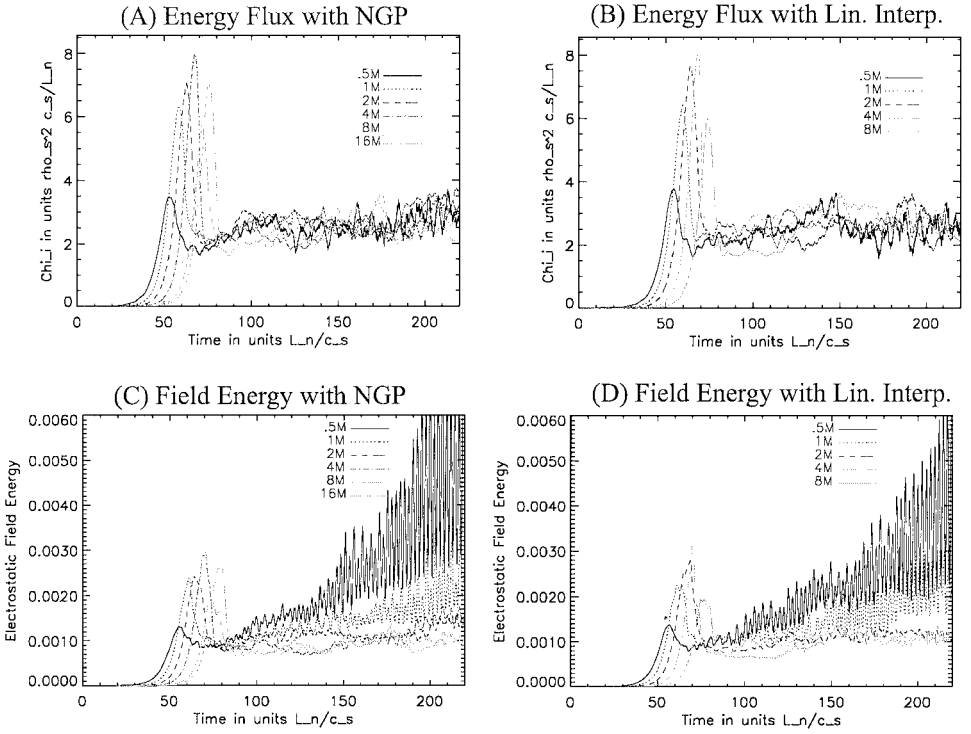 (A) Energy Flux with NGP
Chi_i in units rho_s^2 c_s/L_n
8
6
4
2
0
.5M
1M
2M
4M
8M
16M
0
50
100
150
200
Time in units L_n/c_s
(B) Energy Flux with Lin. Interp.
Chi_i in units rho_s^2 c_s/L_n
8
6
4
2
0
.5M
1M
2M
4M
8M
0
50
100
150
200
Time in units L_n/c_s
(C) Field Energy with NGP
Electrostatic Field Energy
0.0060
0.0050
0.0040
0.0030
0.0020
0.0010
0.0000
.5M
1M
2M
4M
8M
16M
0
50
100
150
200
Time in units L_n/c_s
(D) Field Energy with Lin. Interp.
Electrostatic Field Energy
0.0060
0.0050
0.0040
0.0030
0.0020
0.0010
0.0000
.5M
1M
2M
4M
8M
0
50
100
150
200
Time in units L_n/c_s